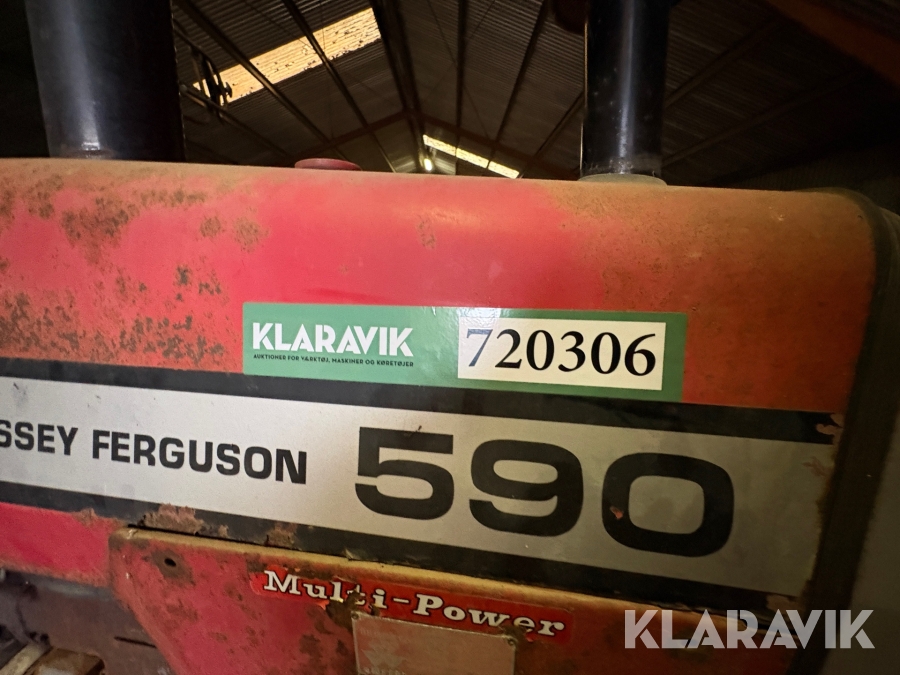 KLARAVIK
AUKTIONER FOR VÆRKTØJ, MASKINER OG KØRETØJER
720306
SSEY FERGUSON 590
Multi-Power
KLARAVIK